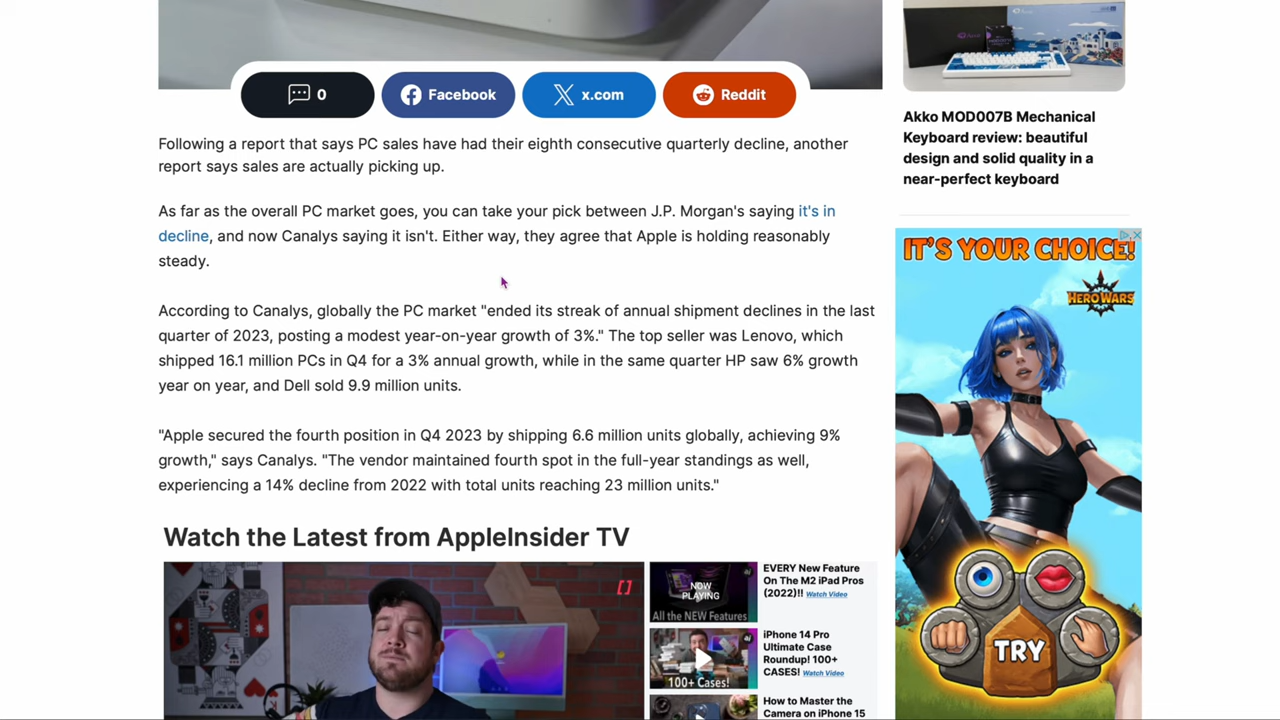 0
Facebook
x.com
Reddit
Following a report that says PC sales have had their eighth consecutive quarterly decline, another
report says sales are actually picking up.
As far as the overall PC market goes, you can take your pick between J.P. Morgan's saying it's in
decline, and now Canalys saying it isn't. Either way, they agree that Apple is holding reasonably
steady.
According to Canalys, globally the PC market "ended its streak of annual shipment declines in the last
quarter of 2023, posting a modest year-on-year growth of 3%." The top seller was Lenovo, which
shipped 16.1 million PCs in Q4 for a 3% annual growth, while in the same quarter HP saw 6% growth
year on year, and Dell sold 9.9 million units.
"Apple secured the fourth position in Q4 2023 by shipping 6.6 million units globally, achieving 9%
growth," says Canalys. "The vendor maintained fourth spot in the full-year standings as well,
experiencing a 14% decline from 2022 with total units reaching 23 million units."
Watch the Latest from AppleInsider TV
NOW
PLAYING
All the NEW Features
EVERY New Feature
On The M2 iPad Pros
(2022)!! Watch Video
100+ Cases!
iPhone 14 Pro
Ultimate Case
Roundup! 100+
CASES! Watch Video
How to Master the
Camera on iPhone 15
Akko MOD007B Mechanical
Keyboard review: beautiful
design and solid quality in a
near-perfect keyboard
IT'S YOUR CHOICE!
HERO WARS
TRY